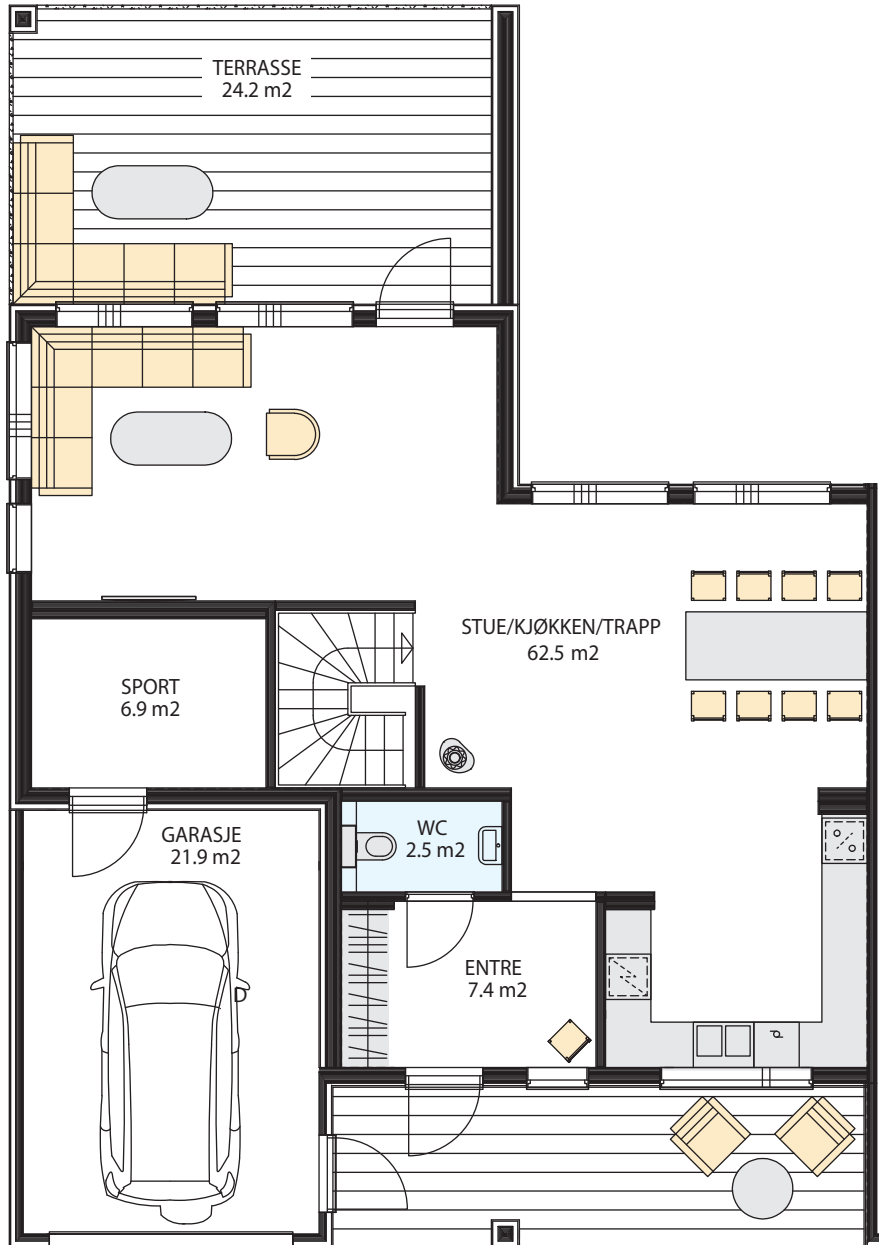 TERRASSE
24.2 m2
STUE/KJØKKEN/TRAPP
62.5 m2
SPORT
6.9 m2
GARASJE
21.9 m2
WC
2.5 m2
ENTRE
7.4 m2